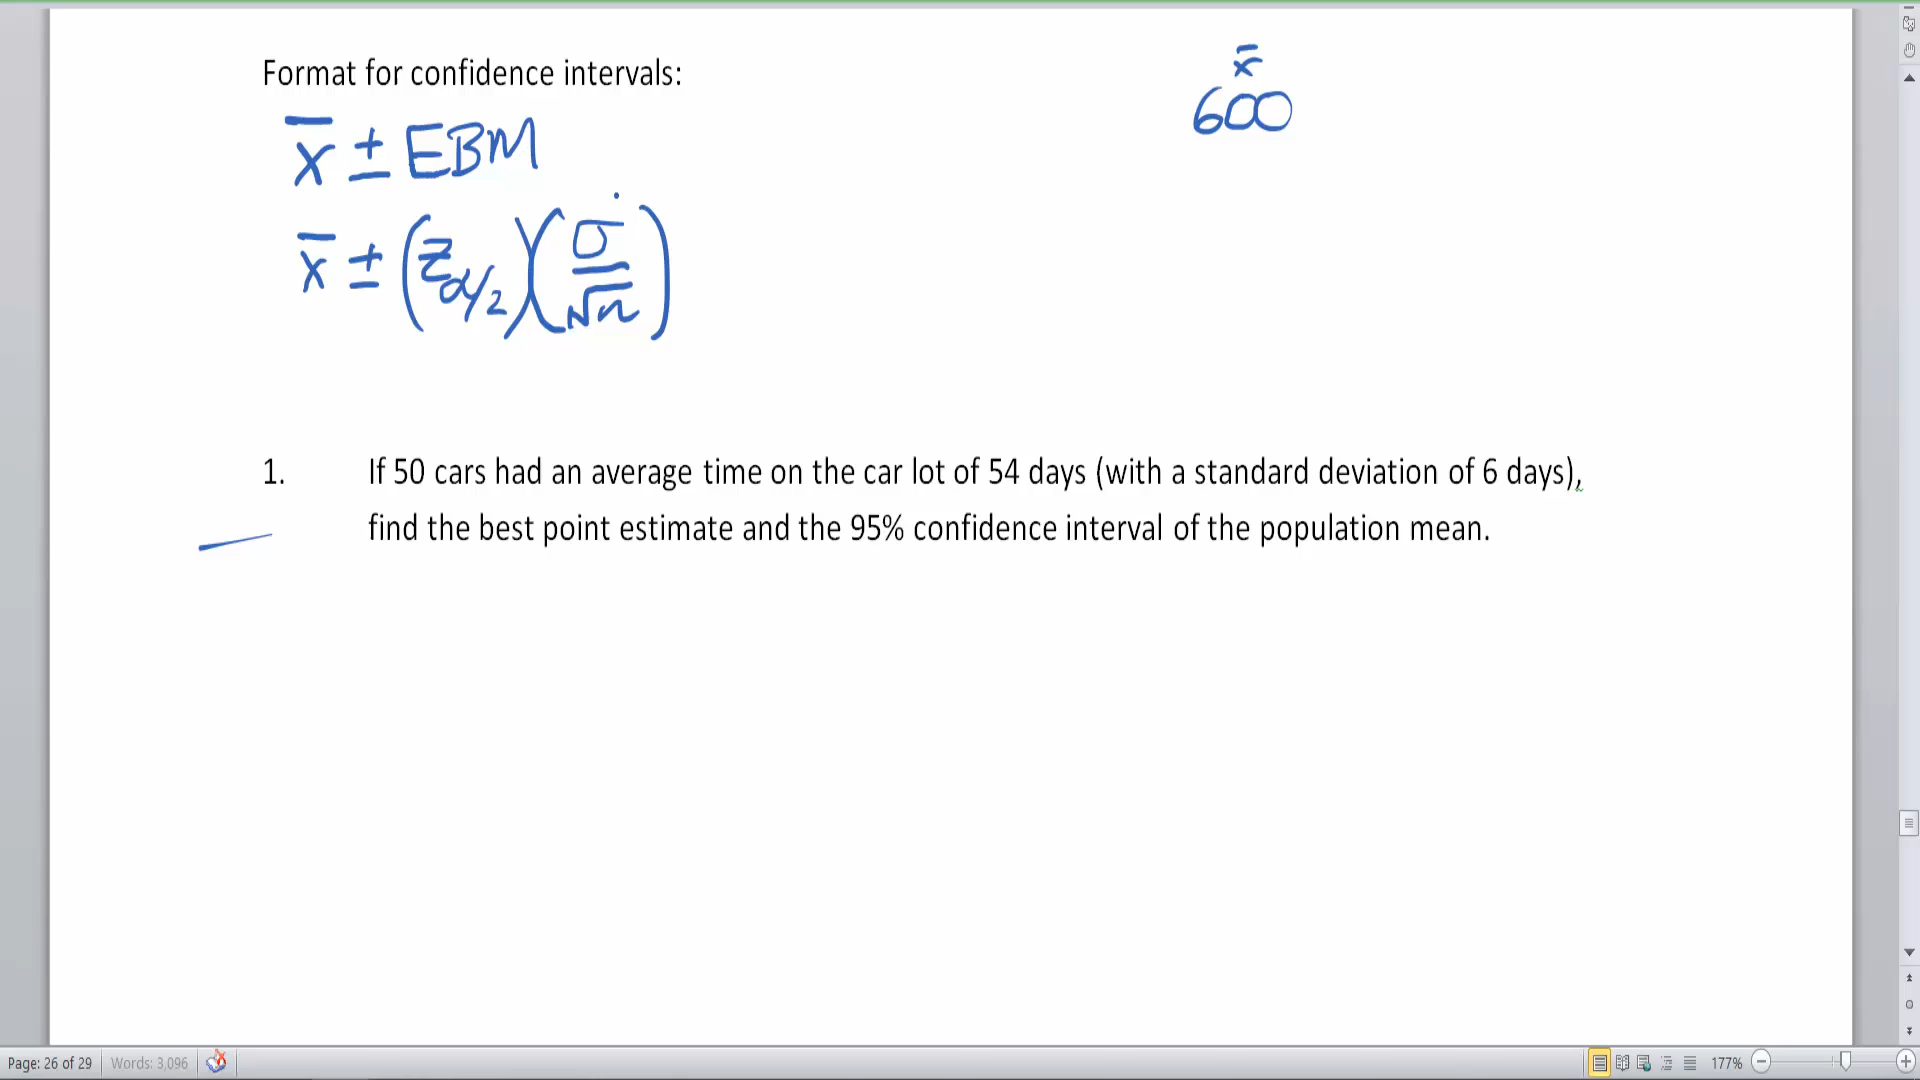 Format for confidence intervals:
x̄
600
x̄ ± EBM
x̄ ± (z_α/2)(σ/√n)
1. If 50 cars had an average time on the car lot of 54 days (with a standard deviation of 6 days),
find the best point estimate and the 95% confidence interval of the population mean.
Page: 26 of 29 Words: 3,096 177%